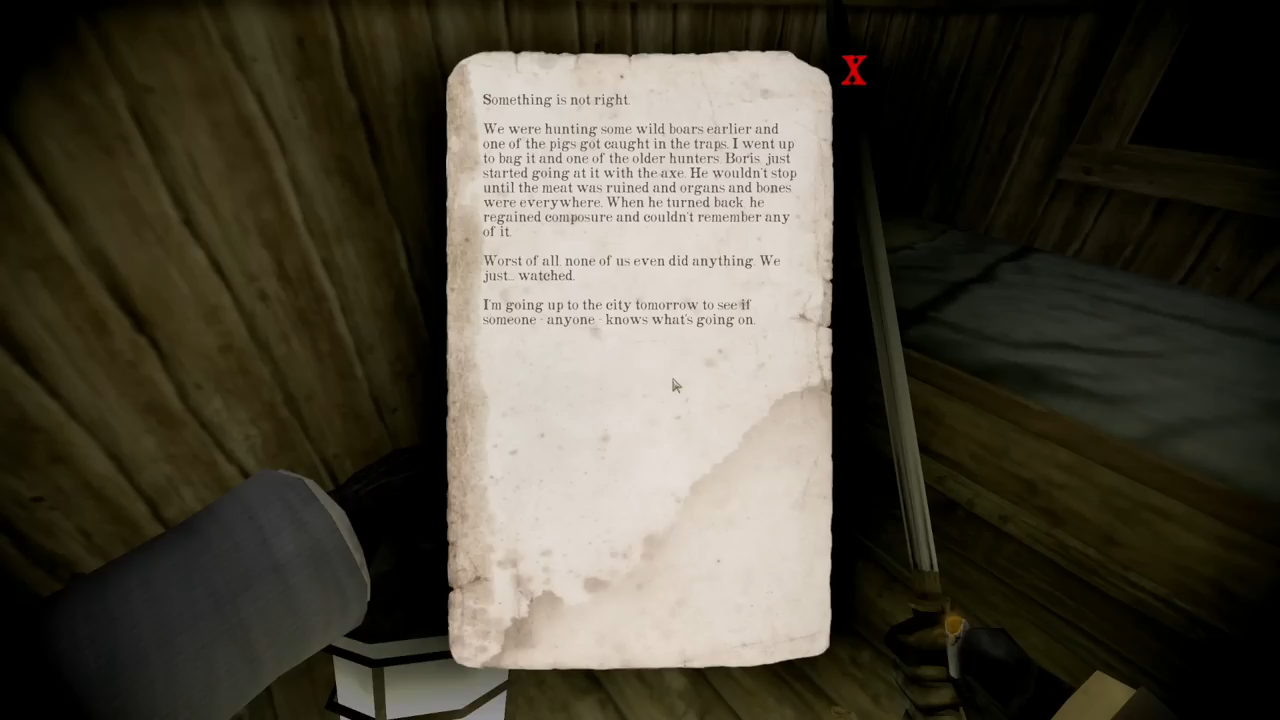 X
Something is not right.
We were hunting some wild boars earlier and
one of the pigs got caught in the traps. I went up
to bag it and one of the older hunters, Boris, just
started going at it with the axe. He wouldn't stop
until the meat was ruined and organs and bones
were everywhere. When he turned back, he
regained composure and couldn't remember any
of it.
Worst of all, none of us even did anything. We
just... watched.
I'm going up to the city tomorrow to see if
someone - anyone - knows what's going on.